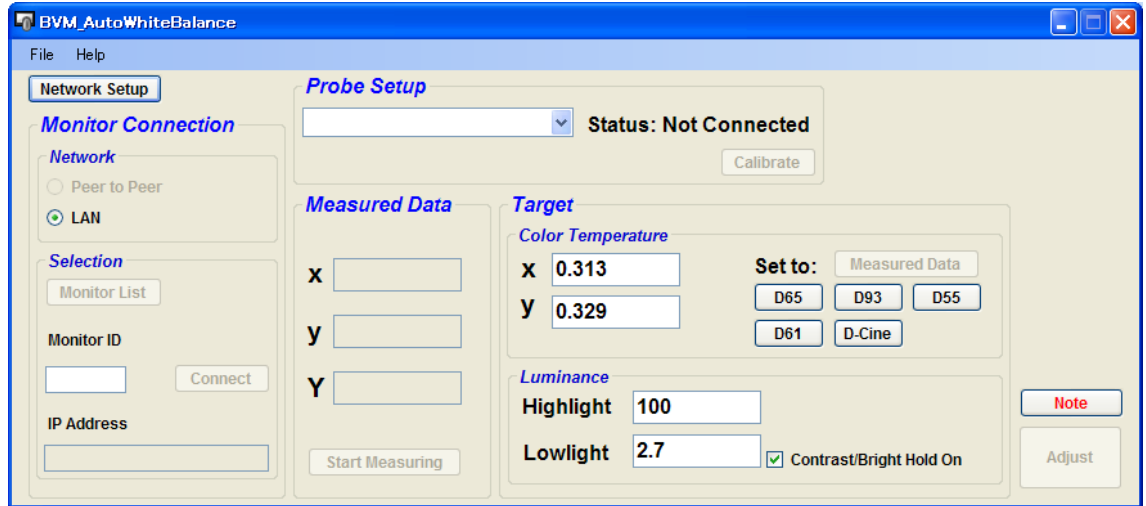 BVM_AutoWhiteBalance
File Help
Network Setup
Monitor Connection
Network
Peer to Peer
LAN
Selection
Monitor List
Monitor ID
Connect
IP Address
Probe Setup
Status: Not Connected
Calibrate
Measured Data
x
y
Y
Start Measuring
Target
Color Temperature
x 0.313
y 0.329
Set to: Measured Data
D65 D93 D55
D61 D-Cine
Luminance
Highlight 100
Lowlight 2.7
Contrast/Bright Hold On
Note
Adjust